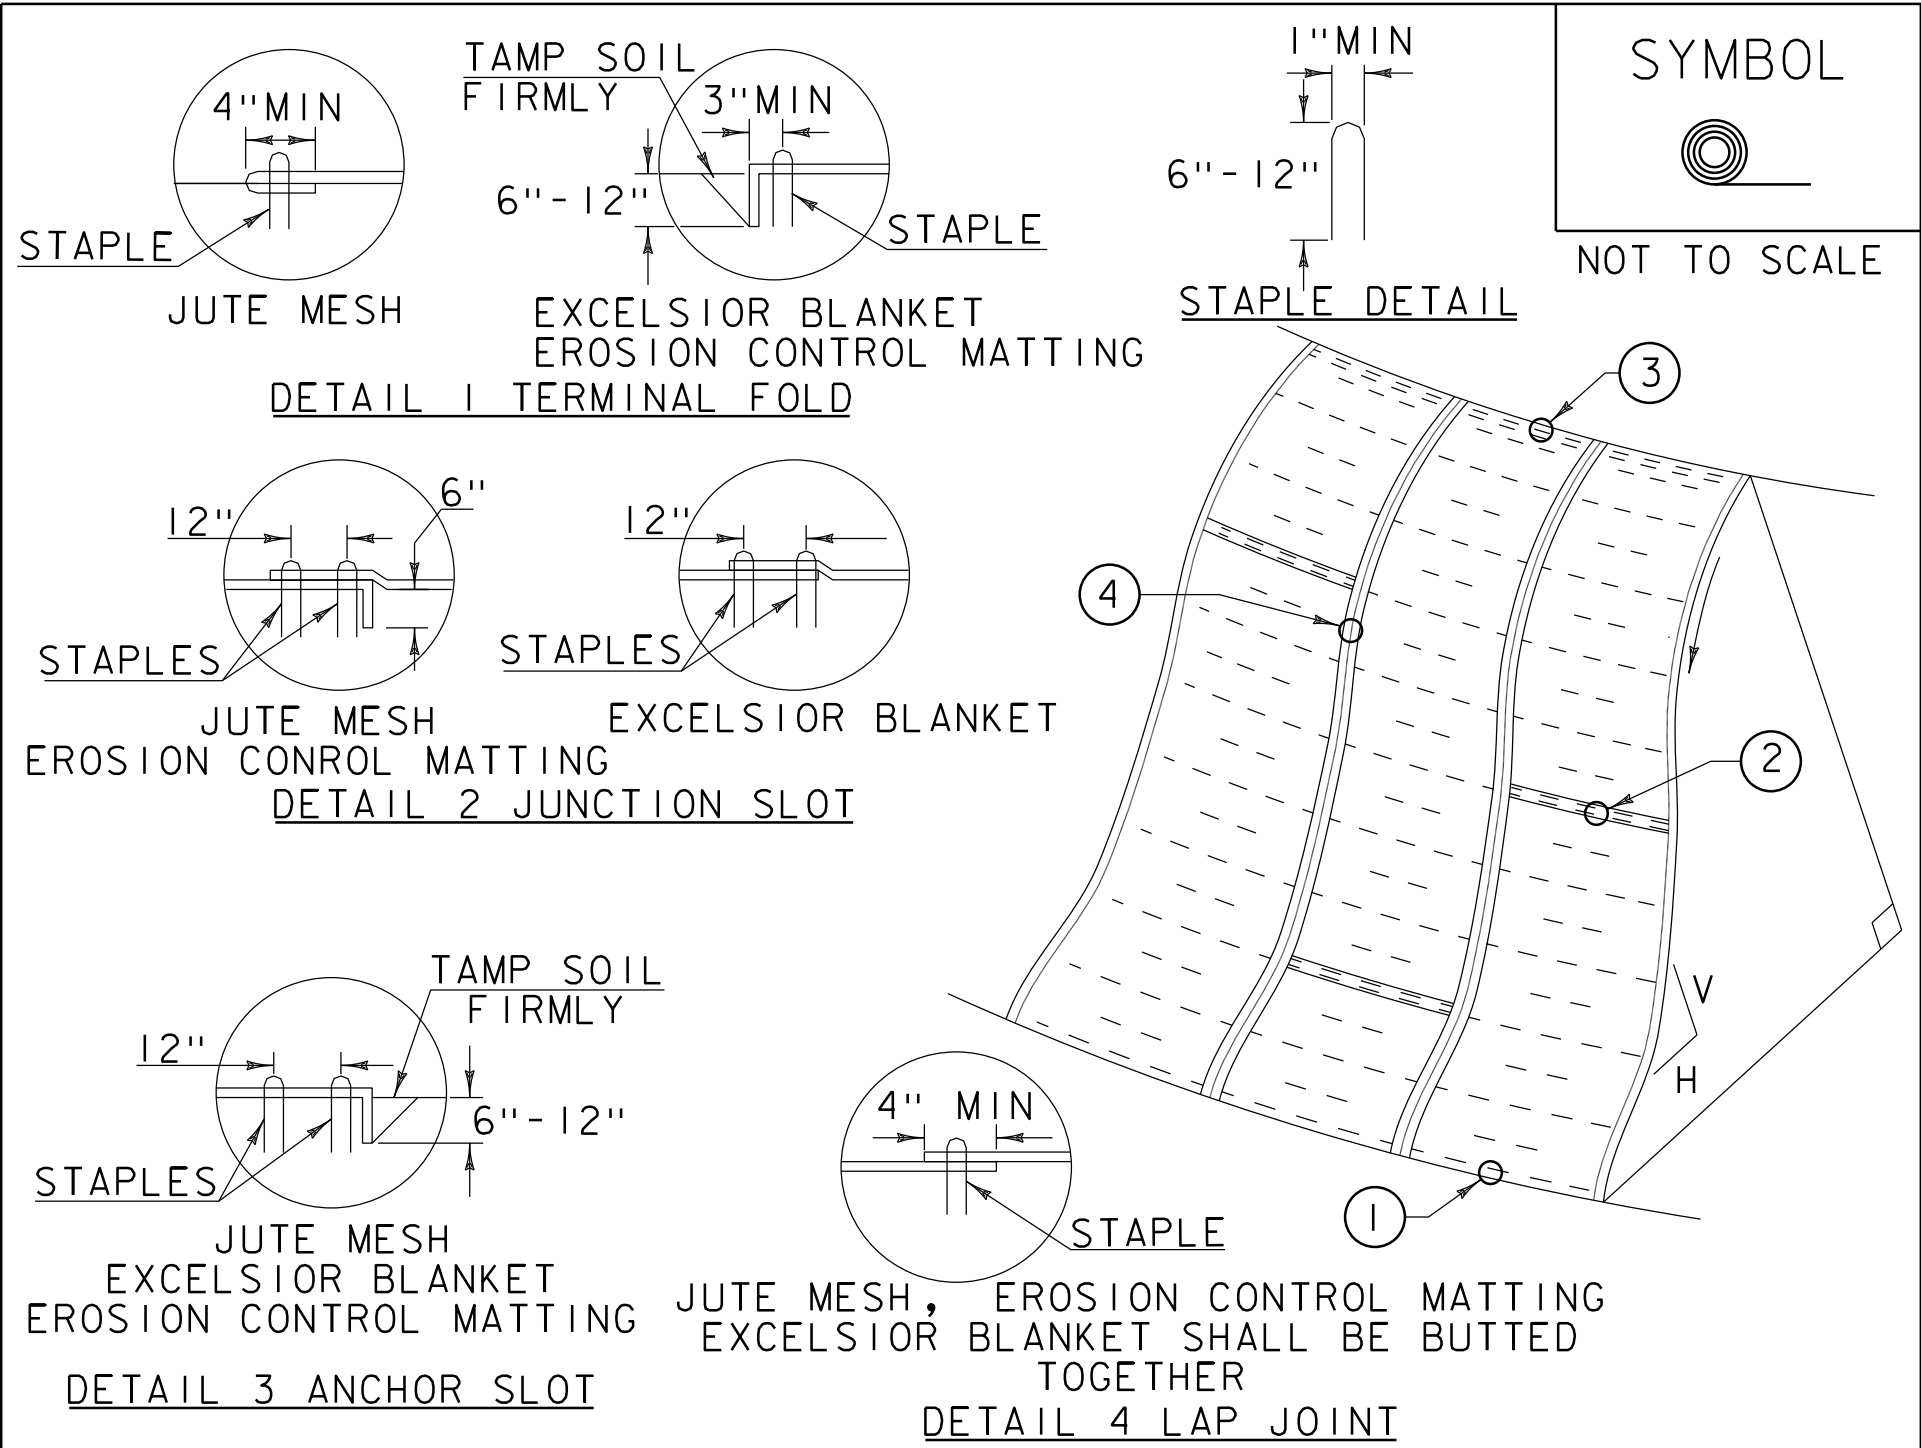 4"MIN
STAPLE
JUTE MESH
TAMP SOIL
FIRMLY
3"MIN
6"-12"
STAPLE
EXCELSIOR BLANKET
EROSION CONTROL MATTING
DETAIL 1 TERMINAL FOLD
1"MIN
6"-12"
STAPLE DETAIL
SYMBOL
NOT TO SCALE
12"
6"
STAPLES
JUTE MESH
EROSION CONROL MATTING
12"
STAPLES
EXCELSIOR BLANKET
DETAIL 2 JUNCTION SLOT
3
4
2
V
H
1
TAMP SOIL
FIRMLY
12"
6"-12"
STAPLES
JUTE MESH
EXCELSIOR BLANKET
EROSION CONTROL MATTING
DETAIL 3 ANCHOR SLOT
4" MIN
STAPLE
JUTE MESH, EROSION CONTROL MATTING
EXCELSIOR BLANKET SHALL BE BUTTED
TOGETHER
DETAIL 4 LAP JOINT